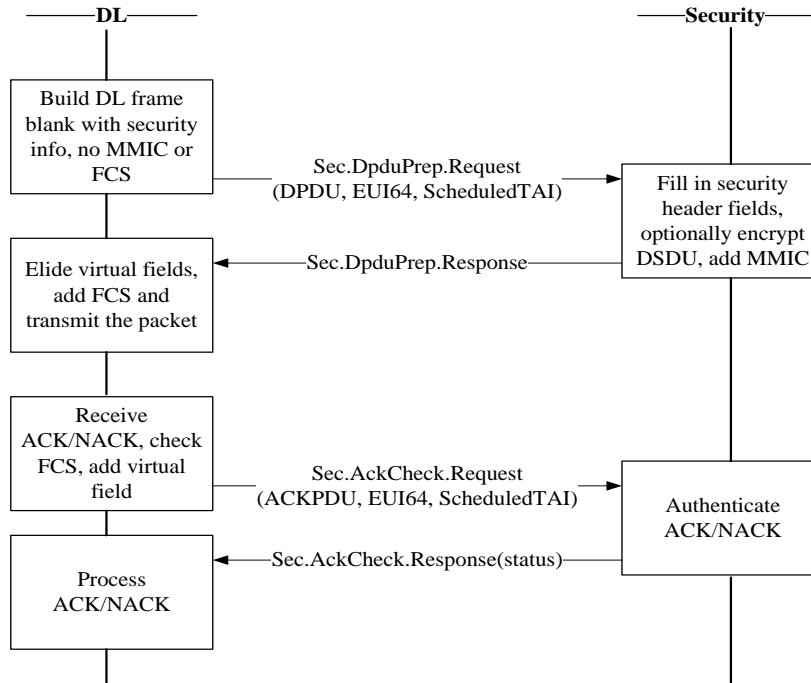 DL
Security
Build DL frame
blank with security
info, no MMIC or
FCS
Sec.DpduPrep.Request
(DPDU, EUI64, ScheduledTAI)
Fill in security
header fields,
optionally encrypt
DSDU, add MMIC
Sec.DpduPrep.Response
Elide virtual fields,
add FCS and
transmit the packet
Receive
ACK/NACK, check
FCS, add virtual
field
Sec.AckCheck.Request
(ACKPDU, EUI64, ScheduledTAI)
Authenticate
ACK/NACK
Sec.AckCheck.Response(status)
Process
ACK/NACK